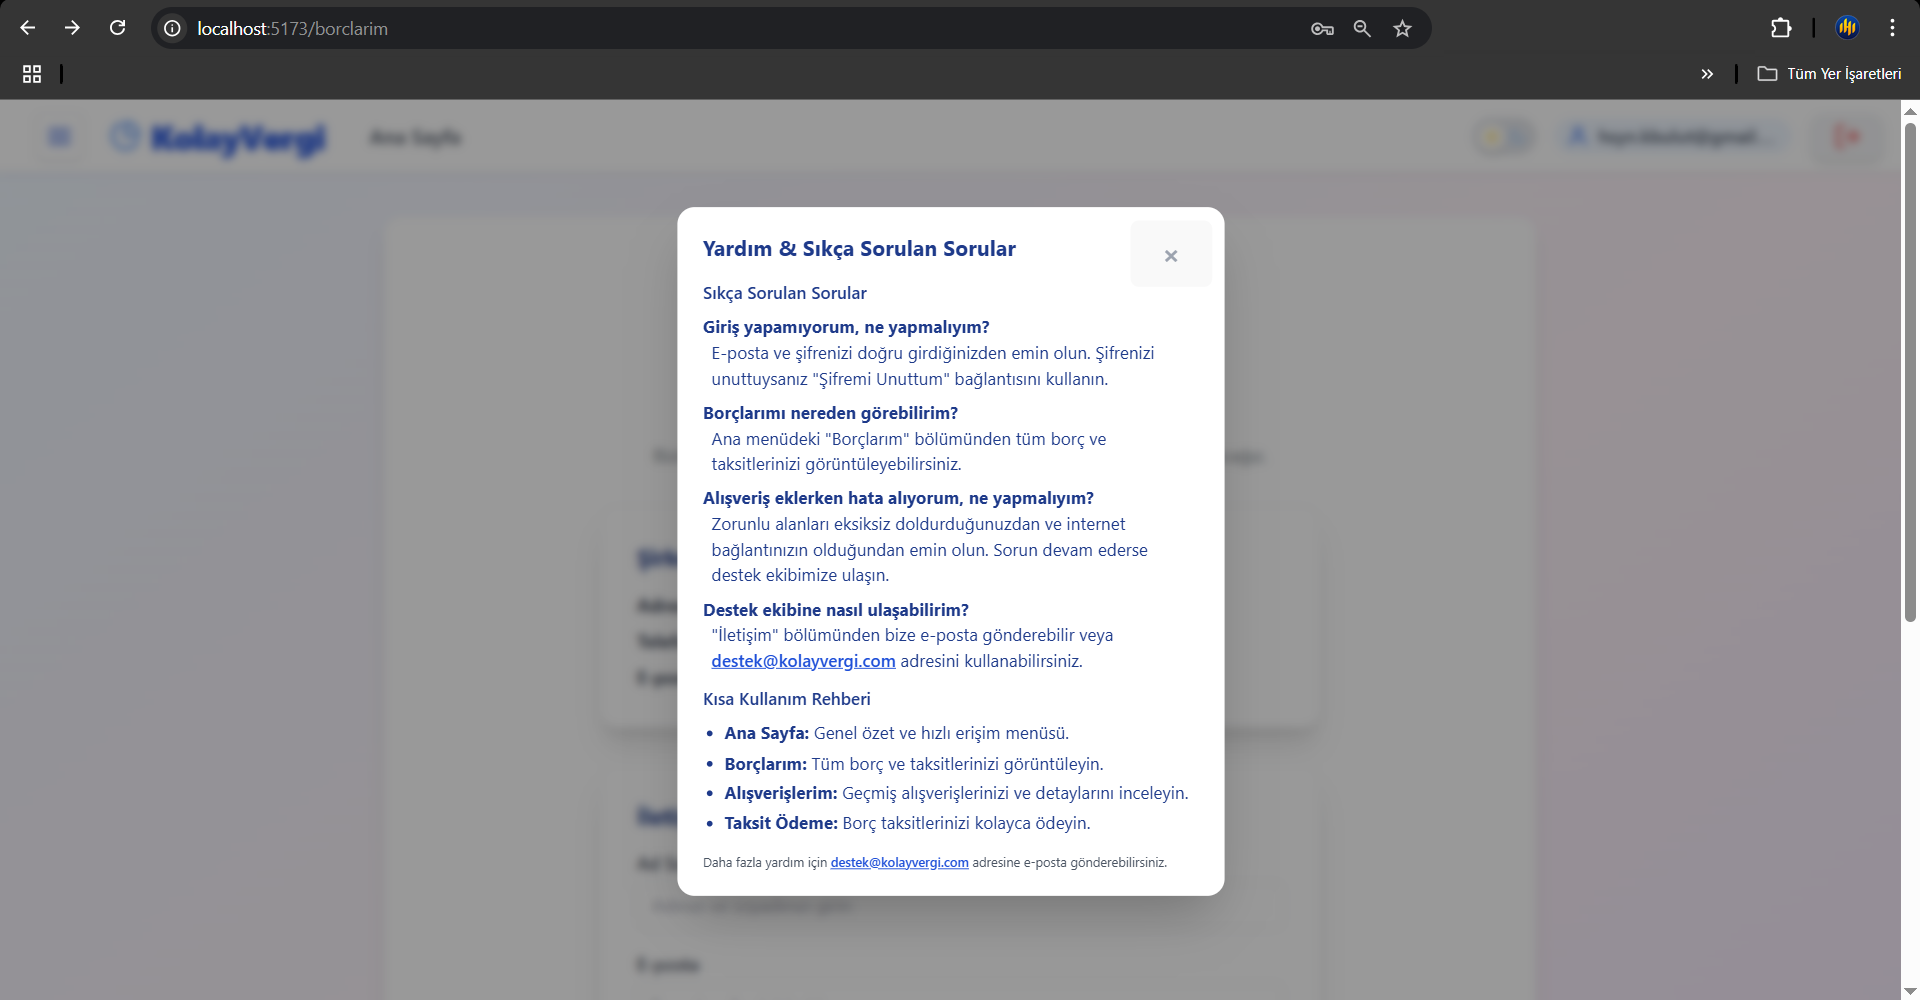 localhost:5173/borclarim
Tüm Yer İşaretleri
KolayVergi
Ana Sayfa
Yardım & Sıkça Sorulan Sorular
Sıkça Sorulan Sorular
Giriş yapamıyorum, ne yapmalıyım?
E-posta ve şifrenizi doğru girdiğinizden emin olun. Şifrenizi
unuttuysanız "Şifremi Unuttum" bağlantısını kullanın.
Borçlarımı nereden görebilirim?
Ana menüdeki "Borçlarım" bölümünden tüm borç ve
taksitlerinizi görüntüleyebilirsiniz.
Alışveriş eklerken hata alıyorum, ne yapmalıyım?
Zorunlu alanları eksiksiz doldurduğunuzdan ve internet
bağlantınızın olduğundan emin olun. Sorun devam ederse
destek ekibimize ulaşın.
Destek ekibine nasıl ulaşabilirim?
"İletişim" bölümünden bize e-posta gönderebilir veya
destek@kolayvergi.com adresini kullanabilirsiniz.
Kısa Kullanım Rehberi
• Ana Sayfa: Genel özet ve hızlı erişim menüsü.
• Borçlarım: Tüm borç ve taksitlerinizi görüntüleyin.
• Alışverişlerim: Geçmiş alışverişlerinizi ve detaylarını inceleyin.
• Taksit Ödeme: Borç taksitlerinizi kolayca ödeyin.
Daha fazla yardım için destek@kolayvergi.com adresine e-posta gönderebilirsiniz.
E-posta